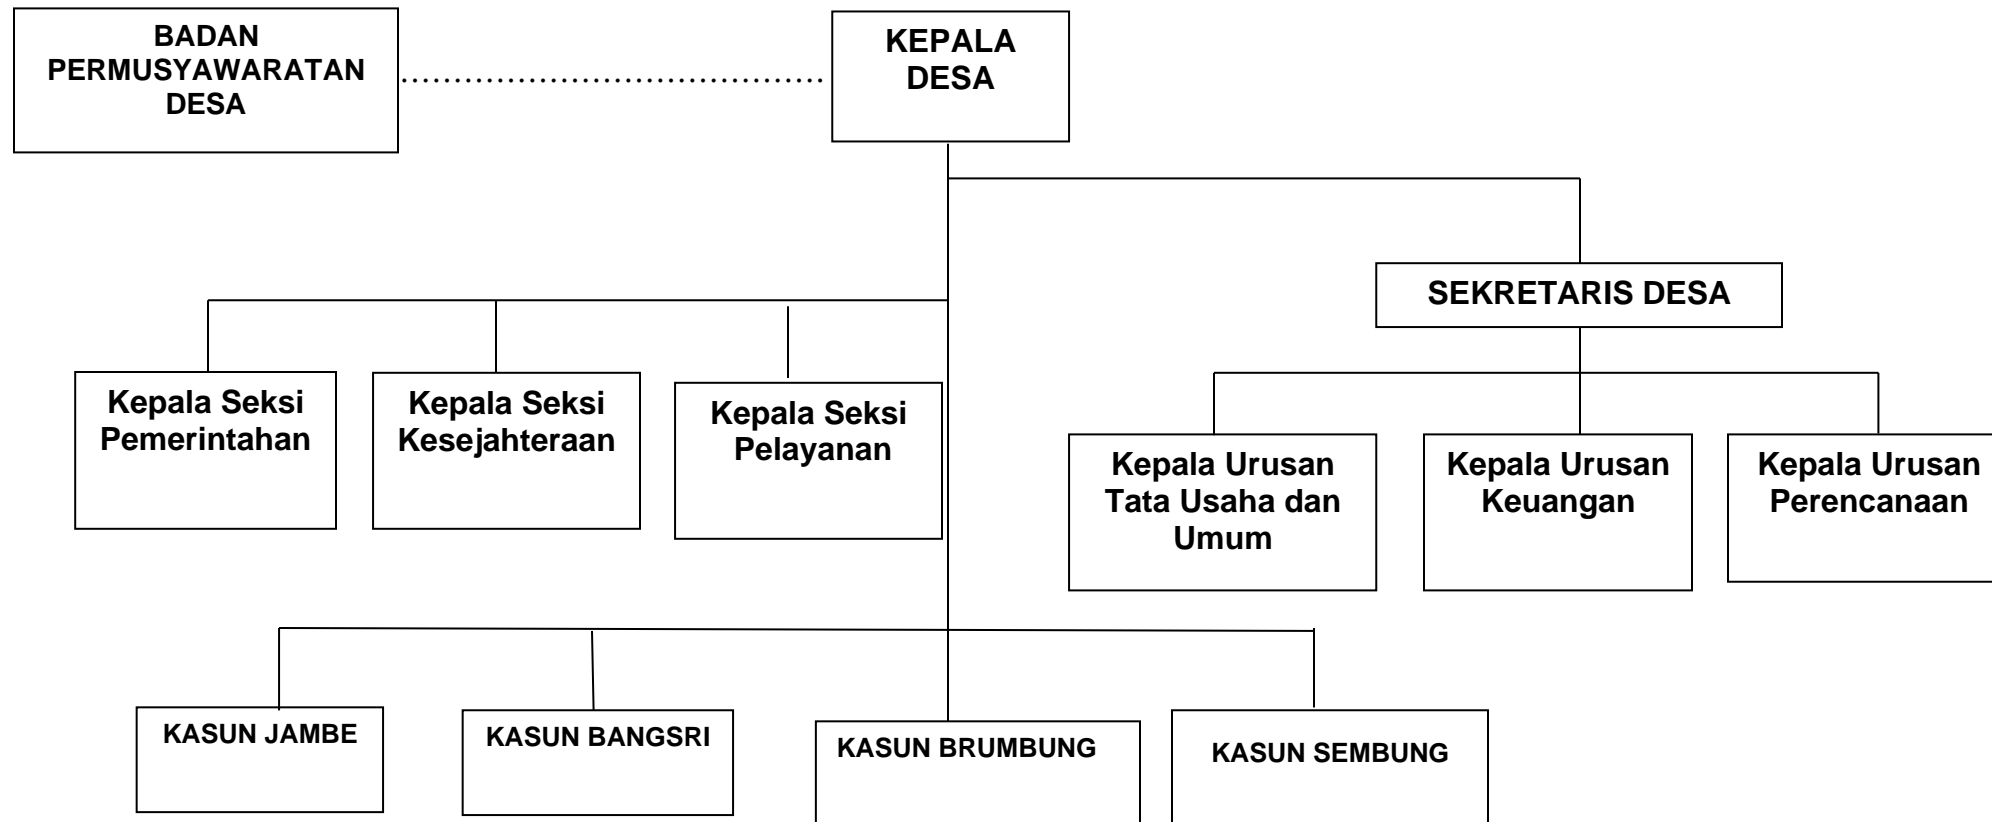 BADAN
PERMUSYAWARATAN
DESA
KEPALA
DESA
SEKRETARIS DESA
Kepala Seksi
Pemerintahan
Kepala Seksi
Kesejahteraan
Kepala Seksi
Pelayanan
Kepala Urusan
Tata Usaha dan
Umum
Kepala Urusan
Keuangan
Kepala Urusan
Perencanaan
KASUN JAMBE
KASUN BANGSRI
KASUN BRUMBUNG
KASUN SEMBUNG